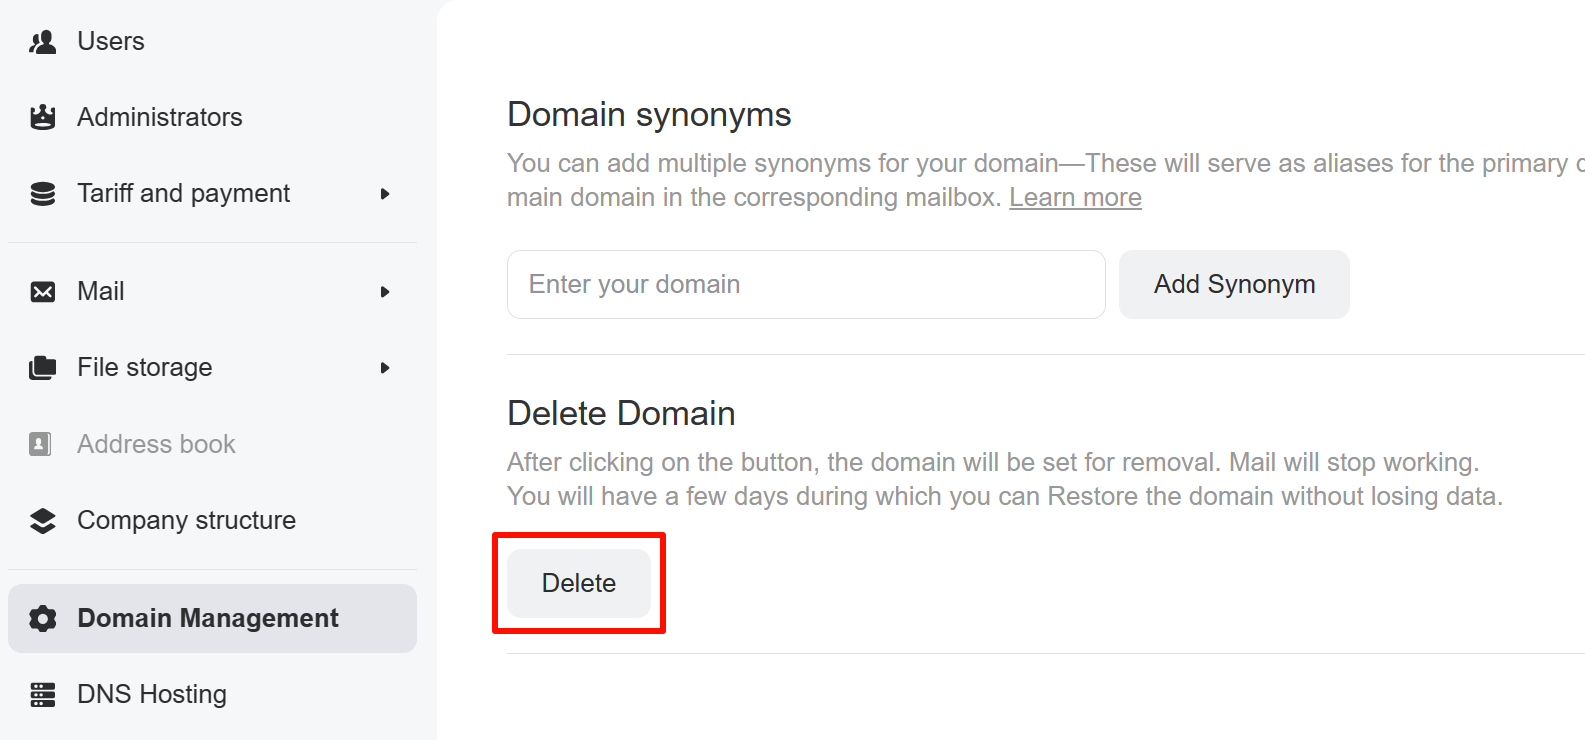 Users
Administrators
Tariff and payment
Mail
File storage
Address book
Company structure
Domain Management
DNS Hosting
Domain synonyms
You can add multiple synonyms for your domain—These will serve as aliases for the primary
main domain in the corresponding mailbox. Learn more
Enter your domain
Add Synonym
Delete Domain
After clicking on the button, the domain will be set for removal. Mail will stop working.
You will have a few days during which you can Restore the domain without losing data.
Delete